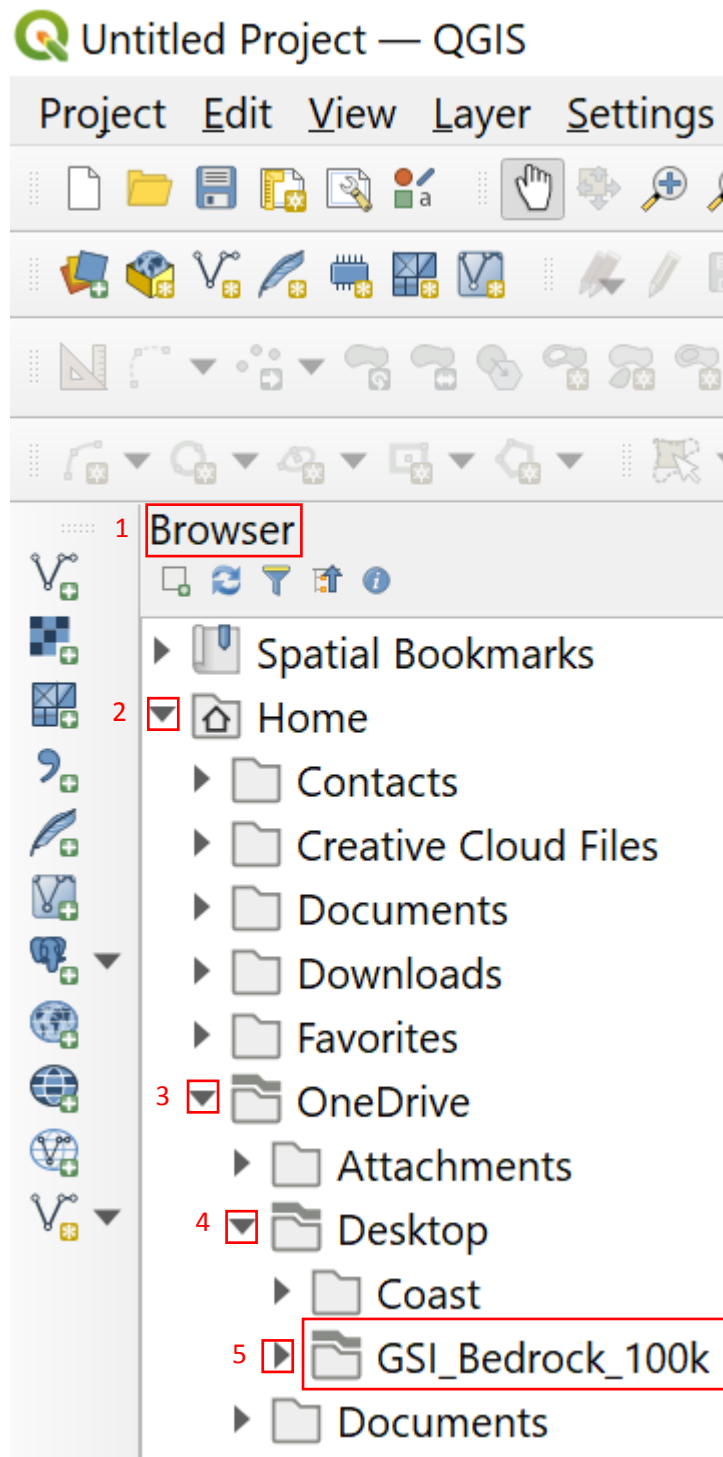 Untitled Project — QGIS
Project Edit View Layer Settings
a
1 Browser
Spatial Bookmarks
2 Home
Contacts
Creative Cloud Files
Documents
Downloads
Favorites
3 OneDrive
Attachments
4 Desktop
Coast
5 GSI_Bedrock_100k
Documents